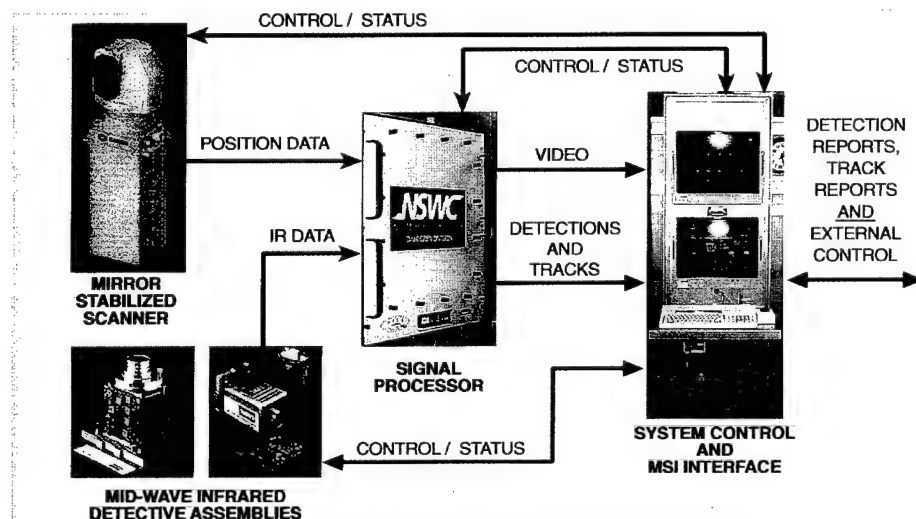 CONTROL / STATUS
CONTROL / STATUS
POSITION DATA
VIDEO
DETECTION
REPORTS,
TRACK
REPORTS
AND
EXTERNAL
CONTROL
NSWC
IR DATA
DETECTIONS
AND
TRACKS
MIRROR
STABILIZED
SCANNER
SIGNAL
PROCESSOR
CONTROL / STATUS
SYSTEM CONTROL
AND
MSI INTERFACE
MID-WAVE INFRARED
DETECTIVE ASSEMBLIES